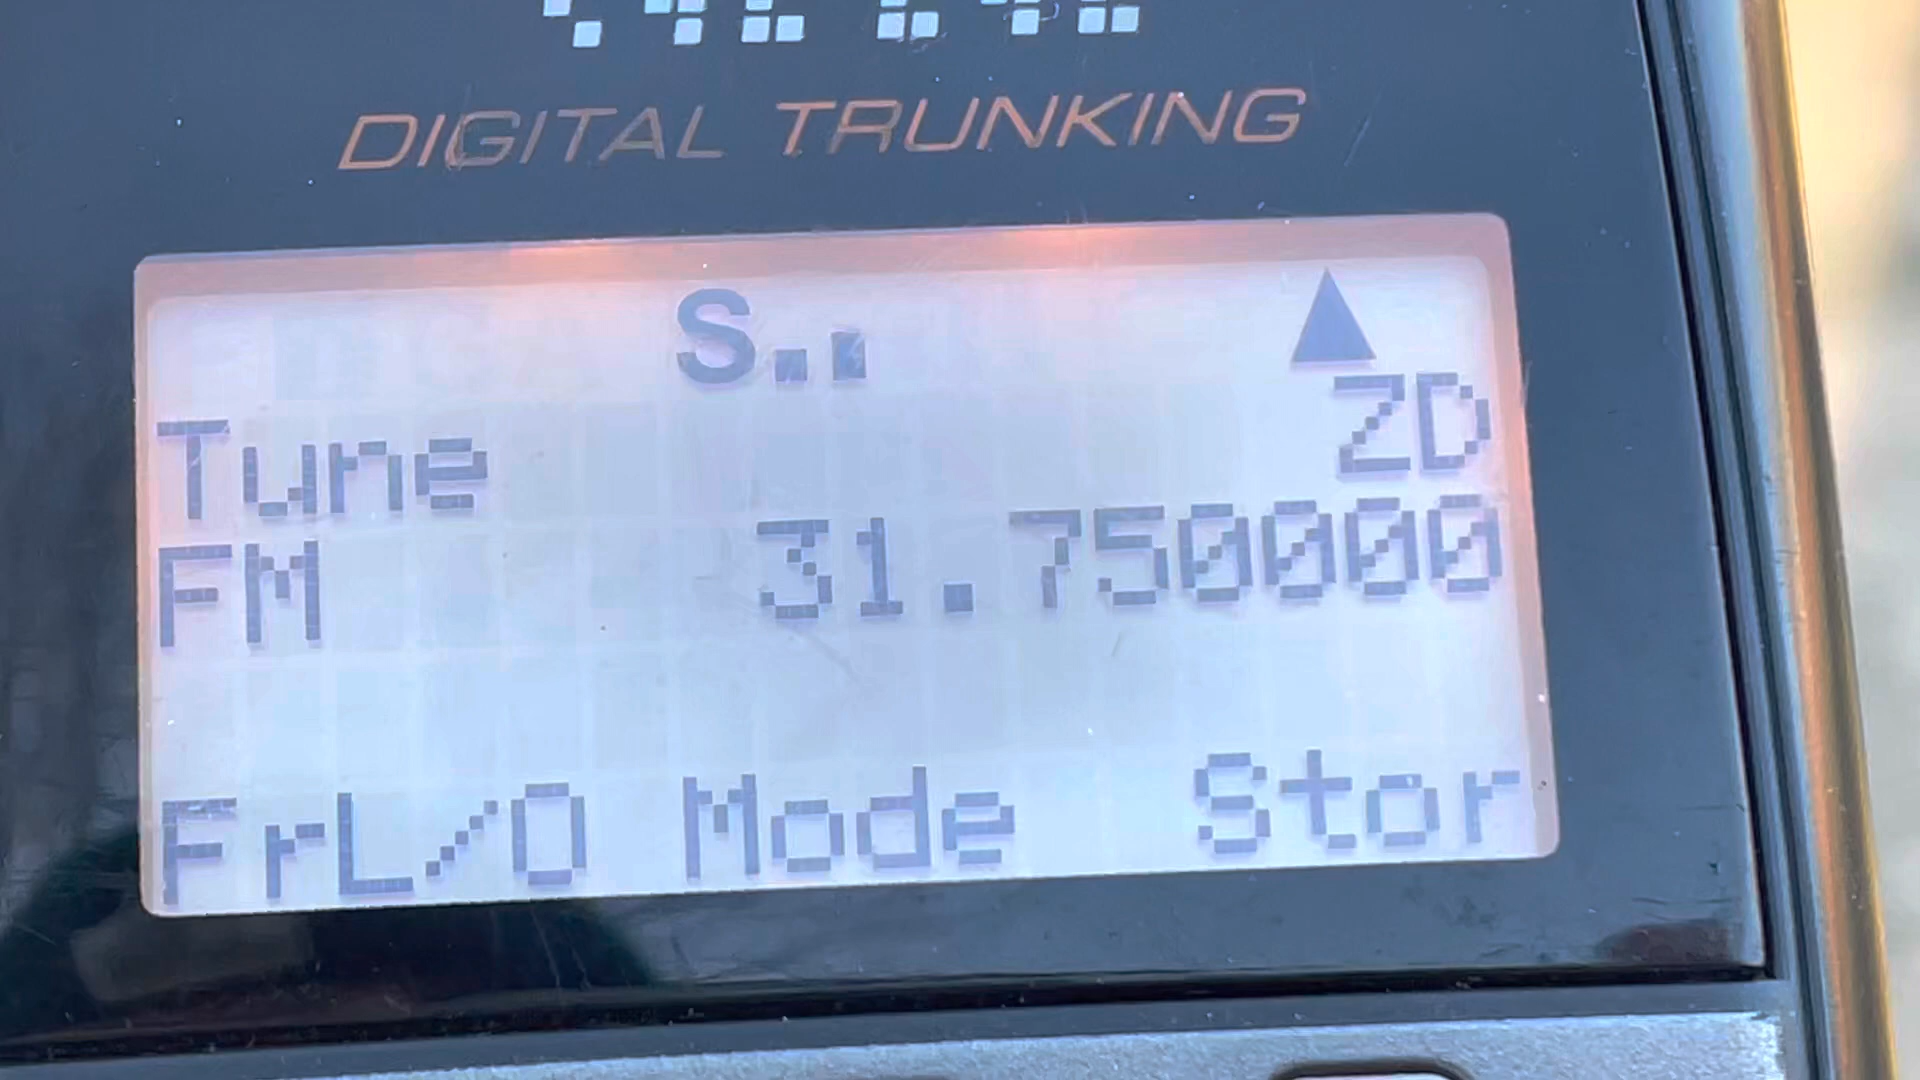 DIGITAL TRUNKING
S
Tune ZD
FM 31.750000
FrL/O Mode Stor